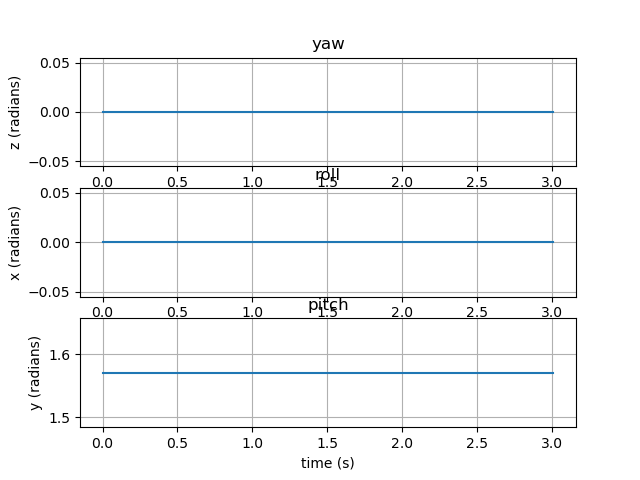 yaw
z (radians)
0.05
0.00
−0.05
0.0 0.5 1.0 1.5 2.0 2.5 3.0
roll
x (radians)
0.05
0.00
−0.05
0.0 0.5 1.0 1.5 2.0 2.5 3.0
pitch
y (radians)
1.6
1.5
0.0 0.5 1.0 1.5 2.0 2.5 3.0
time (s)